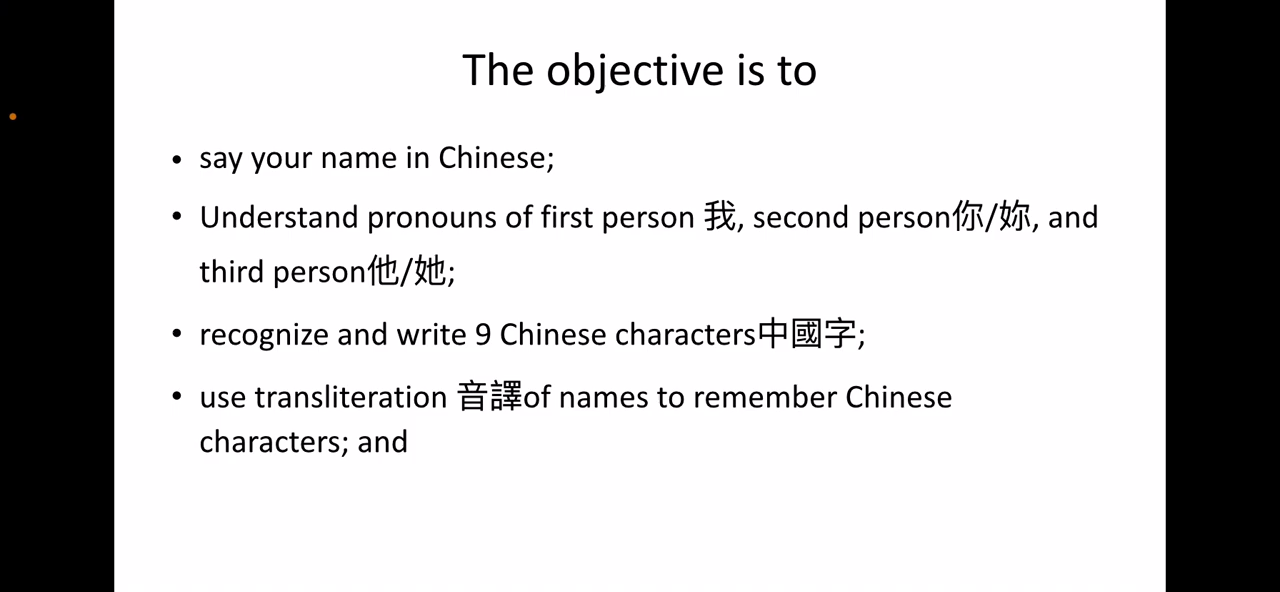 The objective is to
• say your name in Chinese;
• Understand pronouns of first person 我, second person你/妳, and
third person他/她;
• recognize and write 9 Chinese characters中國字;
• use transliteration 音譯of names to remember Chinese
characters; and